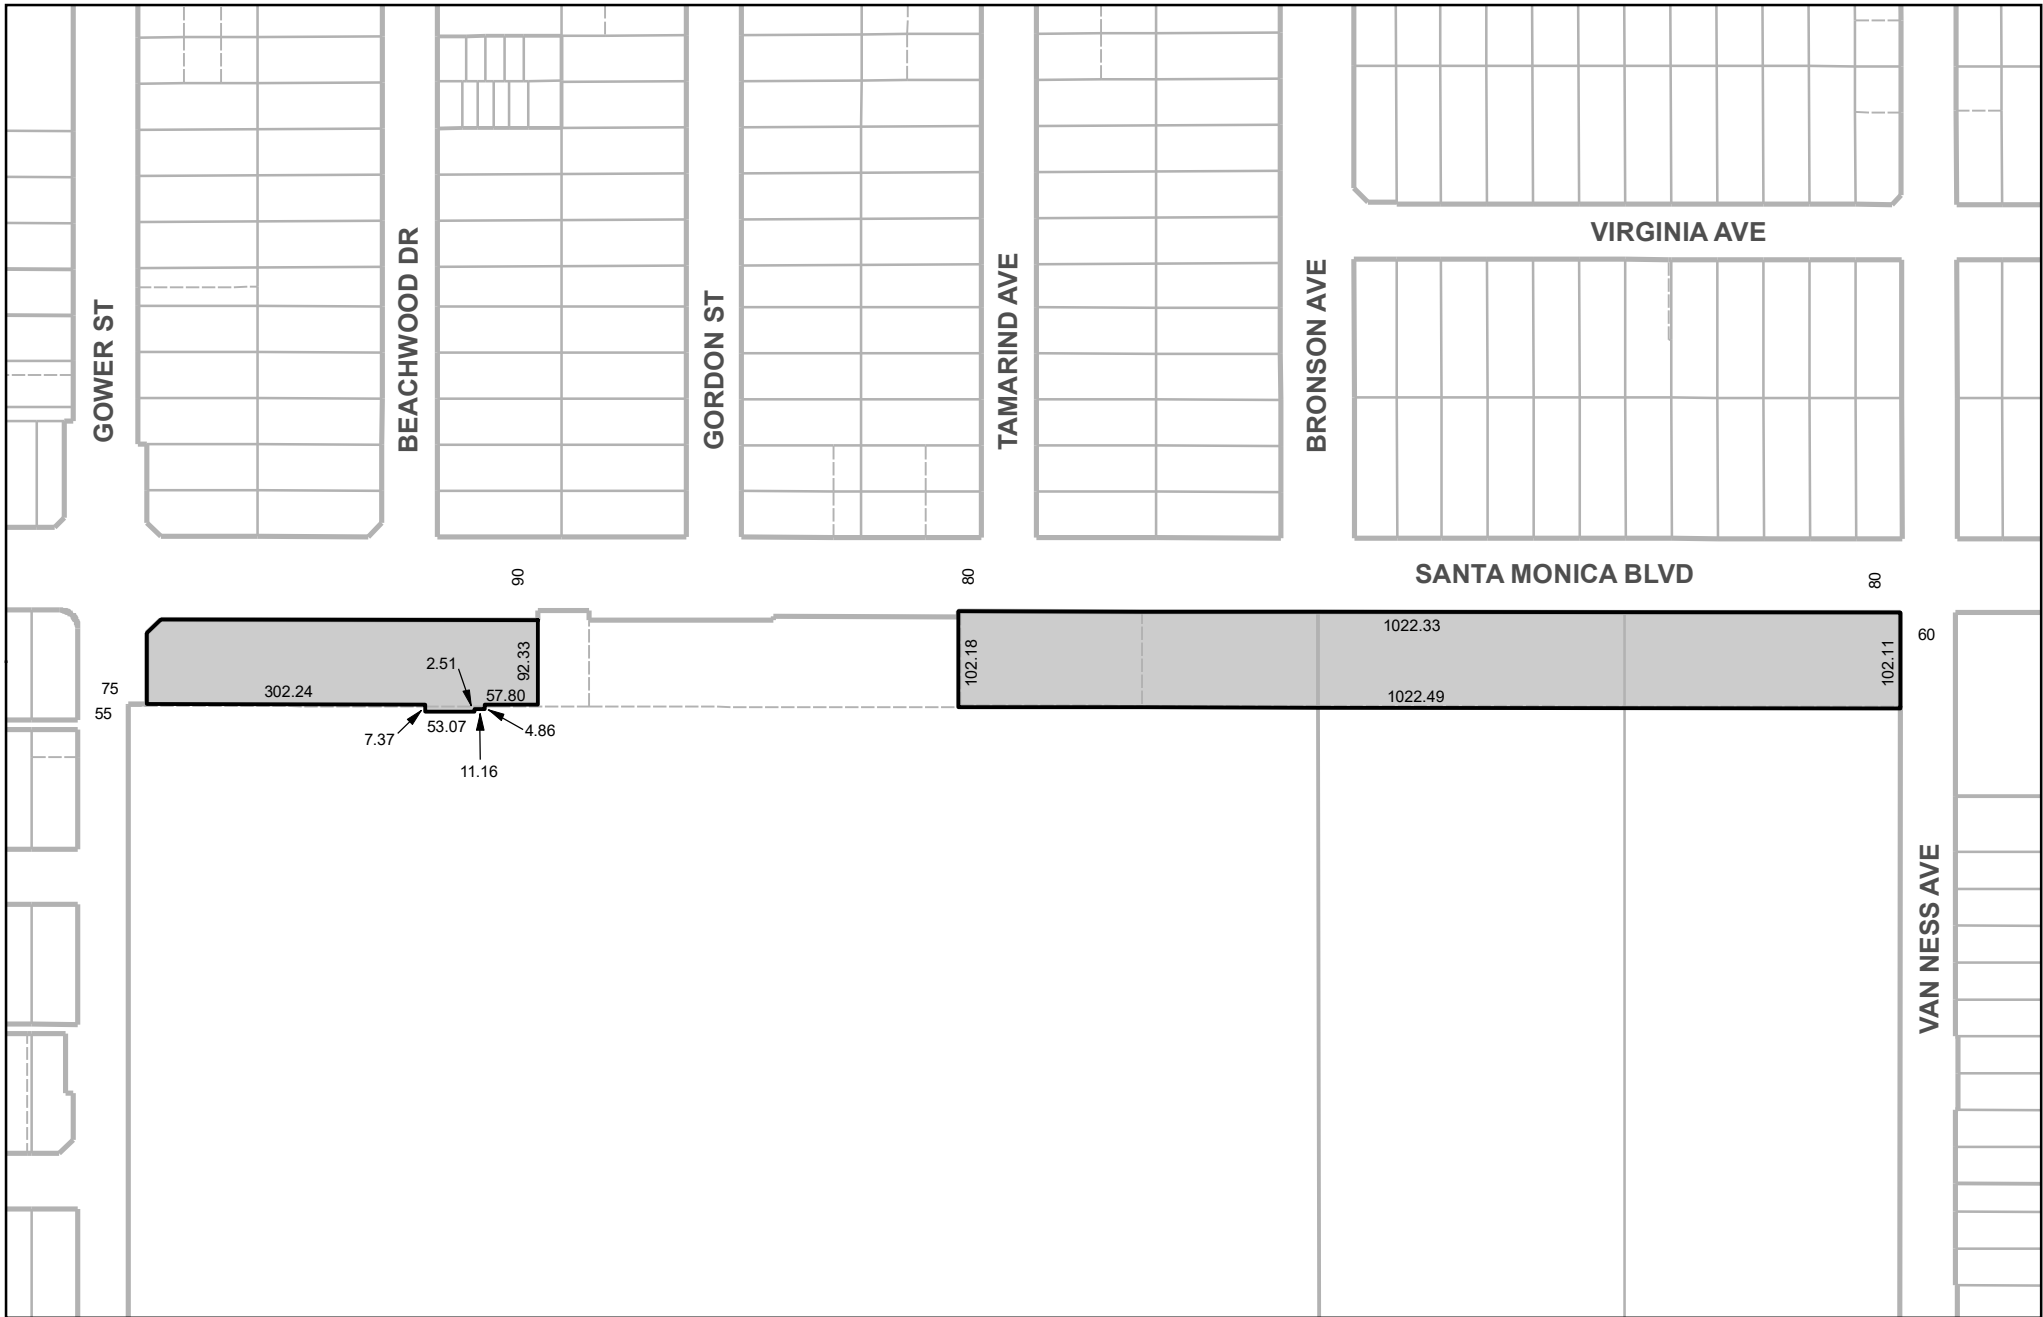 VIRGINIA AVE
GOWER ST
BEACHWOOD DR
GORDON ST
TAMARIND AVE
BRONSON AVE
90
80
SANTA MONICA BLVD
80
1022.33
60
2.51
92.33
102.18
102.11
75
302.24
57.80
1022.49
55
7.37
53.07
4.86
11.16
VAN NESS AVE